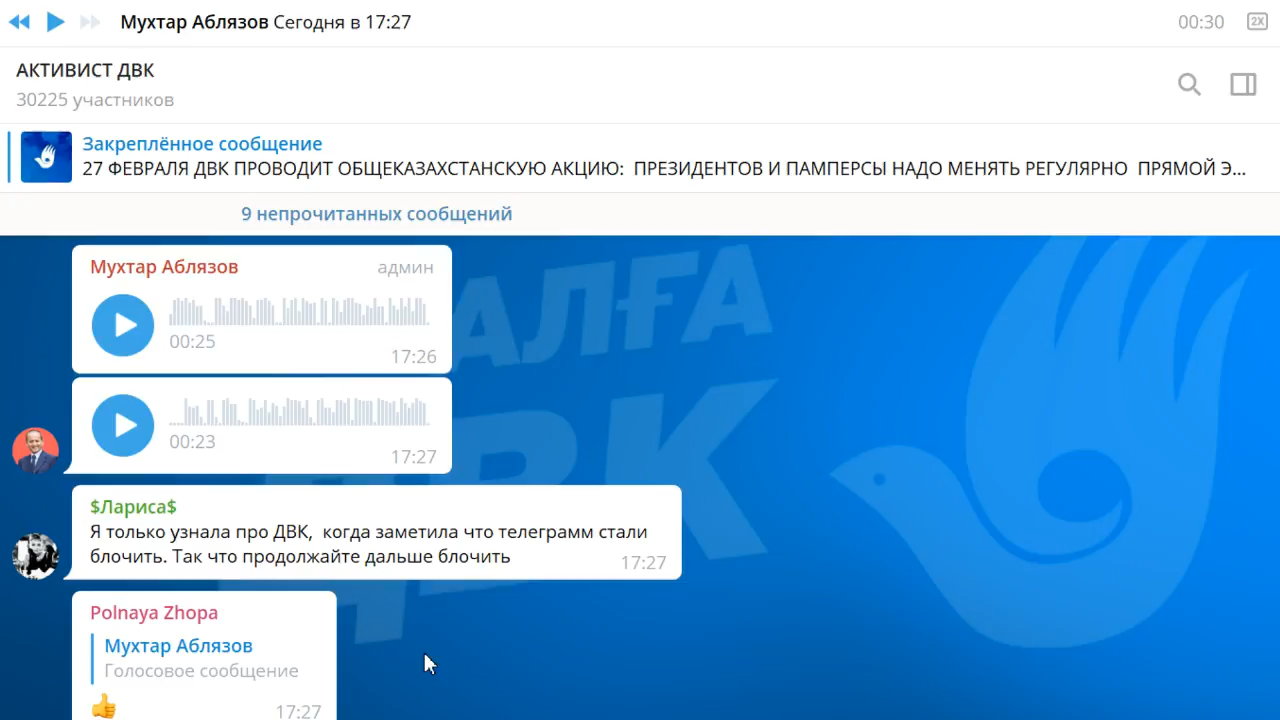 Мухтар Аблязов Сегодня в 17:27
00:30
2X
АКТИВИСТ ДВК
30225 участников
Закреплённое сообщение
27 ФЕВРАЛЯ ДВК ПРОВОДИТ ОБЩЕКАЗАХСТАНСКУЮ АКЦИЮ: ПРЕЗИДЕНТОВ И ПАМПЕРСЫ НАДО МЕНЯТЬ РЕГУЛЯРНО ПРЯМОЙ Э...
9 непрочитанных сообщений
Мухтар Аблязов
админ
00:25
17:26
00:23
17:27
$Лариса$
Я только узнала про ДВК, когда заметила что телеграмм стали
блочить. Так что продолжайте дальше блочить
17:27
Polnaya Zhopa
Мухтар Аблязов
Голосовое сообщение
17:27
АЛҒА
ДВК